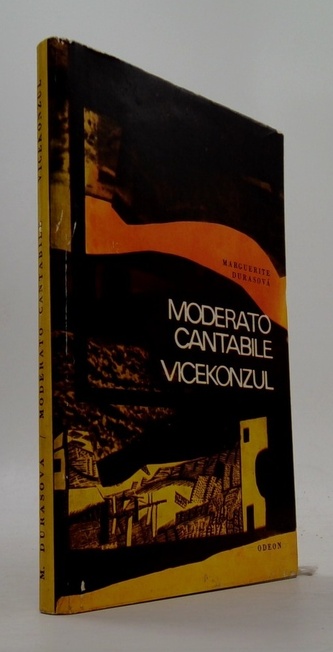 MARGUERITE
DURASOVÁ
MODERATO
CANTABILE
VICEKONZUL
ODEON
M. DURASOVÁ / MODERATO CANTABILE VICEKONZUL